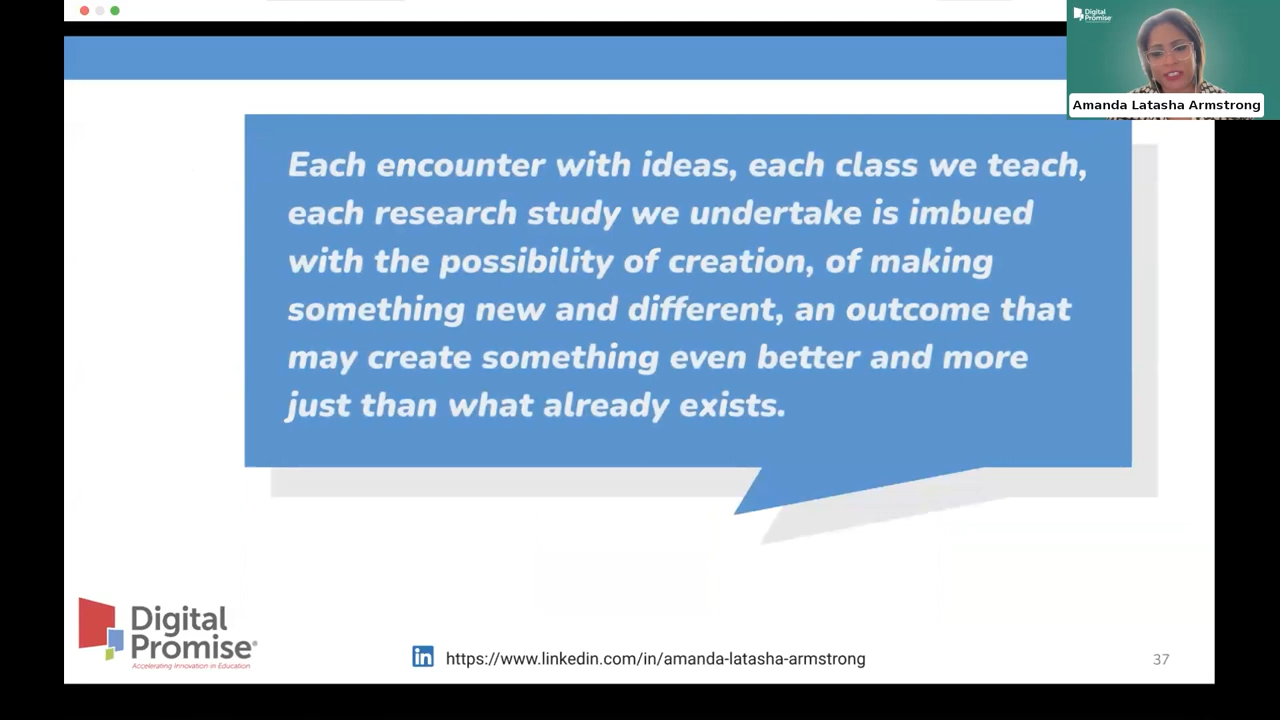 Digital
Promise
Amanda Latasha Armstrong
Each encounter with ideas, each class we teach,
each research study we undertake is imbued
with the possibility of creation, of making
something new and different, an outcome that
may create something even better and more
just than what already exists.
Digital
Promise®
Accelerating Innovation in Education
in https://www.linkedin.com/in/amanda-latasha-armstrong
37